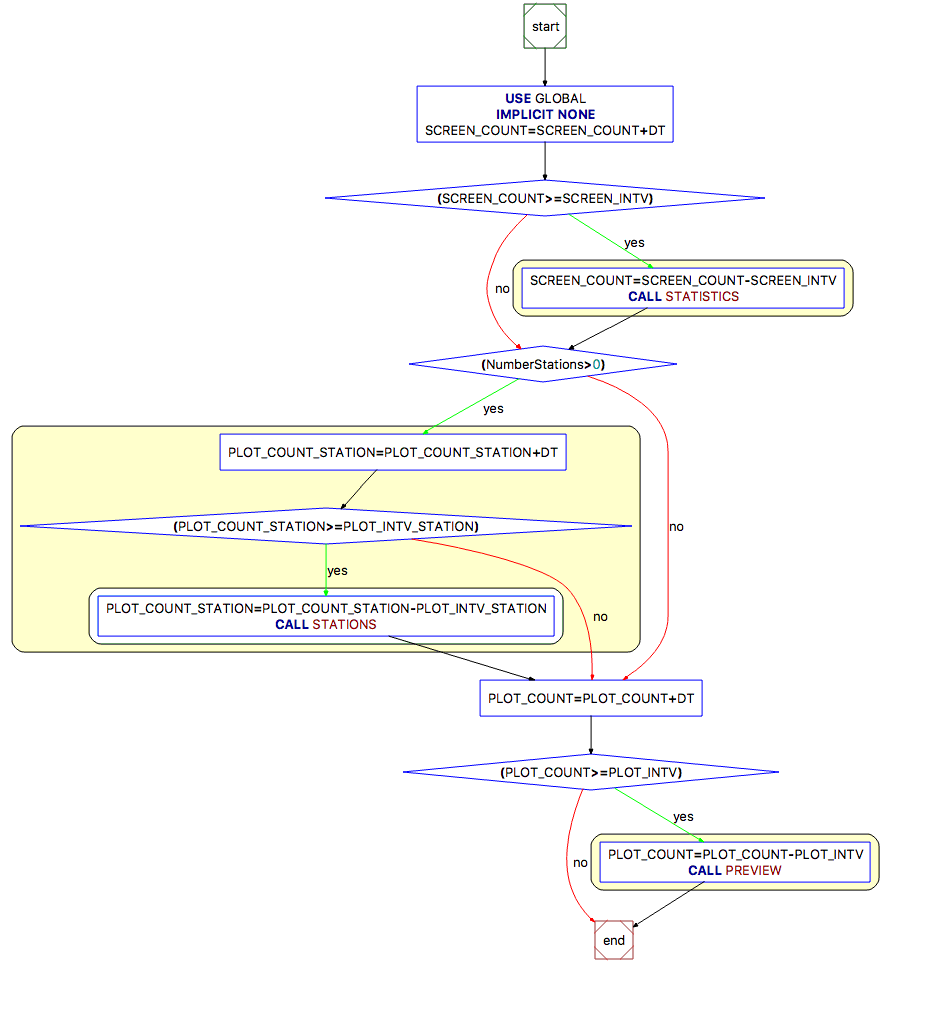 start
USE GLOBAL
IMPLICIT NONE
SCREEN_COUNT=SCREEN_COUNT+DT
(SCREEN_COUNT>=SCREEN_INTV)
yes
no
SCREEN_COUNT=SCREEN_COUNT-SCREEN_INTV
CALL STATISTICS
(NumberStations>0)
yes
no
PLOT_COUNT_STATION=PLOT_COUNT_STATION+DT
(PLOT_COUNT_STATION>=PLOT_INTV_STATION)
yes
no
PLOT_COUNT_STATION=PLOT_COUNT_STATION-PLOT_INTV_STATION
CALL STATIONS
PLOT_COUNT=PLOT_COUNT+DT
(PLOT_COUNT>=PLOT_INTV)
yes
no
PLOT_COUNT=PLOT_COUNT-PLOT_INTV
CALL PREVIEW
end